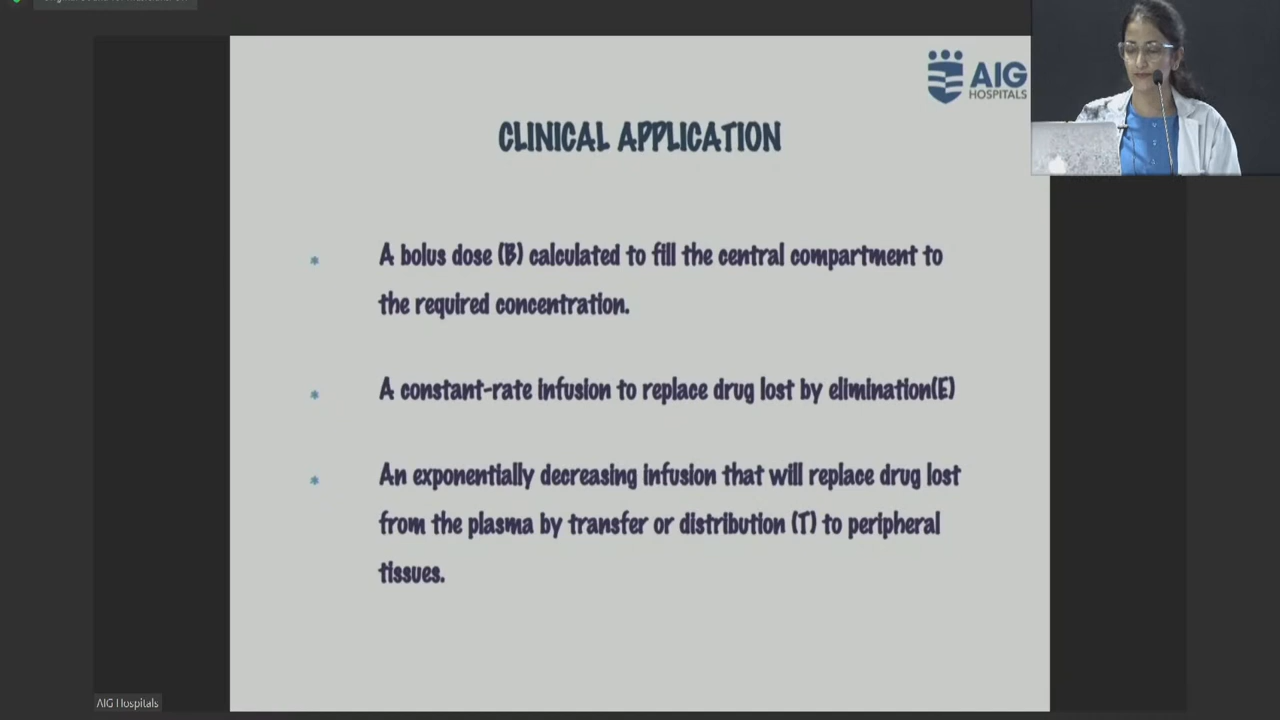 AIG
HOSPITALS
CLINICAL APPLICATION
A bolus dose (B) calculated to fill the central compartment to
the required concentration.
A constant-rate infusion to replace drug lost by elimination(E)
An exponentially decreasing infusion that will replace drug lost
from the plasma by transfer or distribution (T) to peripheral
tissues.
AIG Hospitals